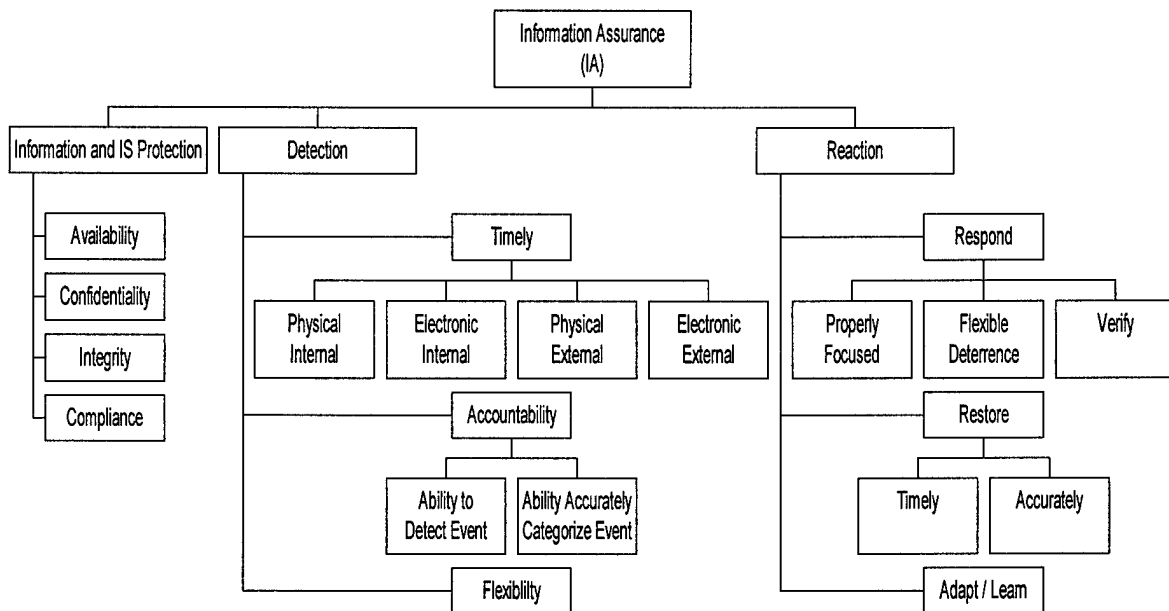 Information Assurance
(IA)
Information and IS Protection
Detection
Reaction
Availability
Confidentiality
Integrity
Compliance
Timely
Physical
Internal
Electronic
Internal
Physical
External
Electronic
External
Accountability
Ability to
Detect Event
Ability Accurately
Categorize Event
Flexiblilty
Respond
Properly
Focused
Flexible
Deterrence
Verify
Restore
Timely
Accurately
Adapt / Learn